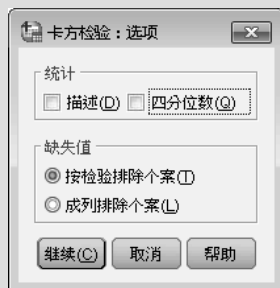 卡方检验：选项
统计
描述(D) 四分位数(Q)
缺失值
按检验排除个案(T)
成列排除个案(L)
继续(C) 取消 帮助